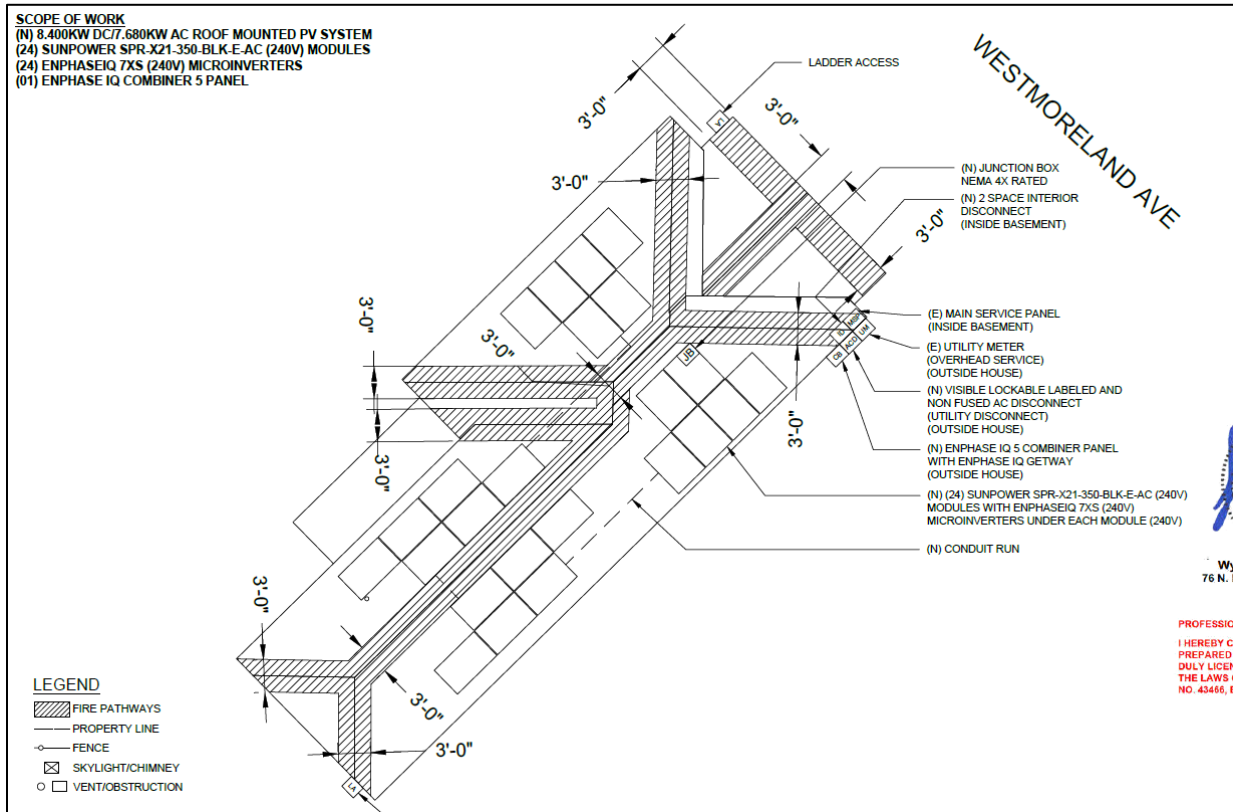 SCOPE OF WORK
(N) 8.400KW DC/7.680KW AC ROOF MOUNTED PV SYSTEM
(24) SUNPOWER SPR-X21-350-BLK-E-AC (240V) MODULES
(24) ENPHASEIQ 7XS (240V) MICROINVERTERS
(01) ENPHASE IQ COMBINER 5 PANEL
WESTMORELAND AVE
LADDER ACCESS
3'-0"
3'-0"
LA
3'-0"
(N) JUNCTION BOX
NEMA 4X RATED
(N) 2 SPACE INTERIOR
DISCONNECT
(INSIDE BASEMENT)
3'-0"
3'-0"
3'-0"
(E) MAIN SERVICE PANEL
(INSIDE BASEMENT)
(E) UTILITY METER
(OVERHEAD SERVICE)
(OUTSIDE HOUSE)
MSP
ID
UM
ACD
CB
JB
(N) VISIBLE LOCKABLE LABELED AND
NON FUSED AC DISCONNECT
(UTILITY DISCONNECT)
(OUTSIDE HOUSE)
3'-0"
3'-0"
(N) ENPHASE IQ 5 COMBINER PANEL
WITH ENPHASE IQ GETWAY
(OUTSIDE HOUSE)
(N) (24) SUNPOWER SPR-X21-350-BLK-E-AC (240V)
MODULES WITH ENPHASEIQ 7XS (240V)
MICROINVERTERS UNDER EACH MODULE (240V)
(N) CONDUIT RUN
3'-0"
3'-0"
3'-0"
LA
Wy
76 N.
PROFESSIO
I HEREBY C
PREPARED
DULY LICEN
THE LAWS
NO. 43466, E
LEGEND
FIRE PATHWAYS
PROPERTY LINE
FENCE
SKYLIGHT/CHIMNEY
VENT/OBSTRUCTION